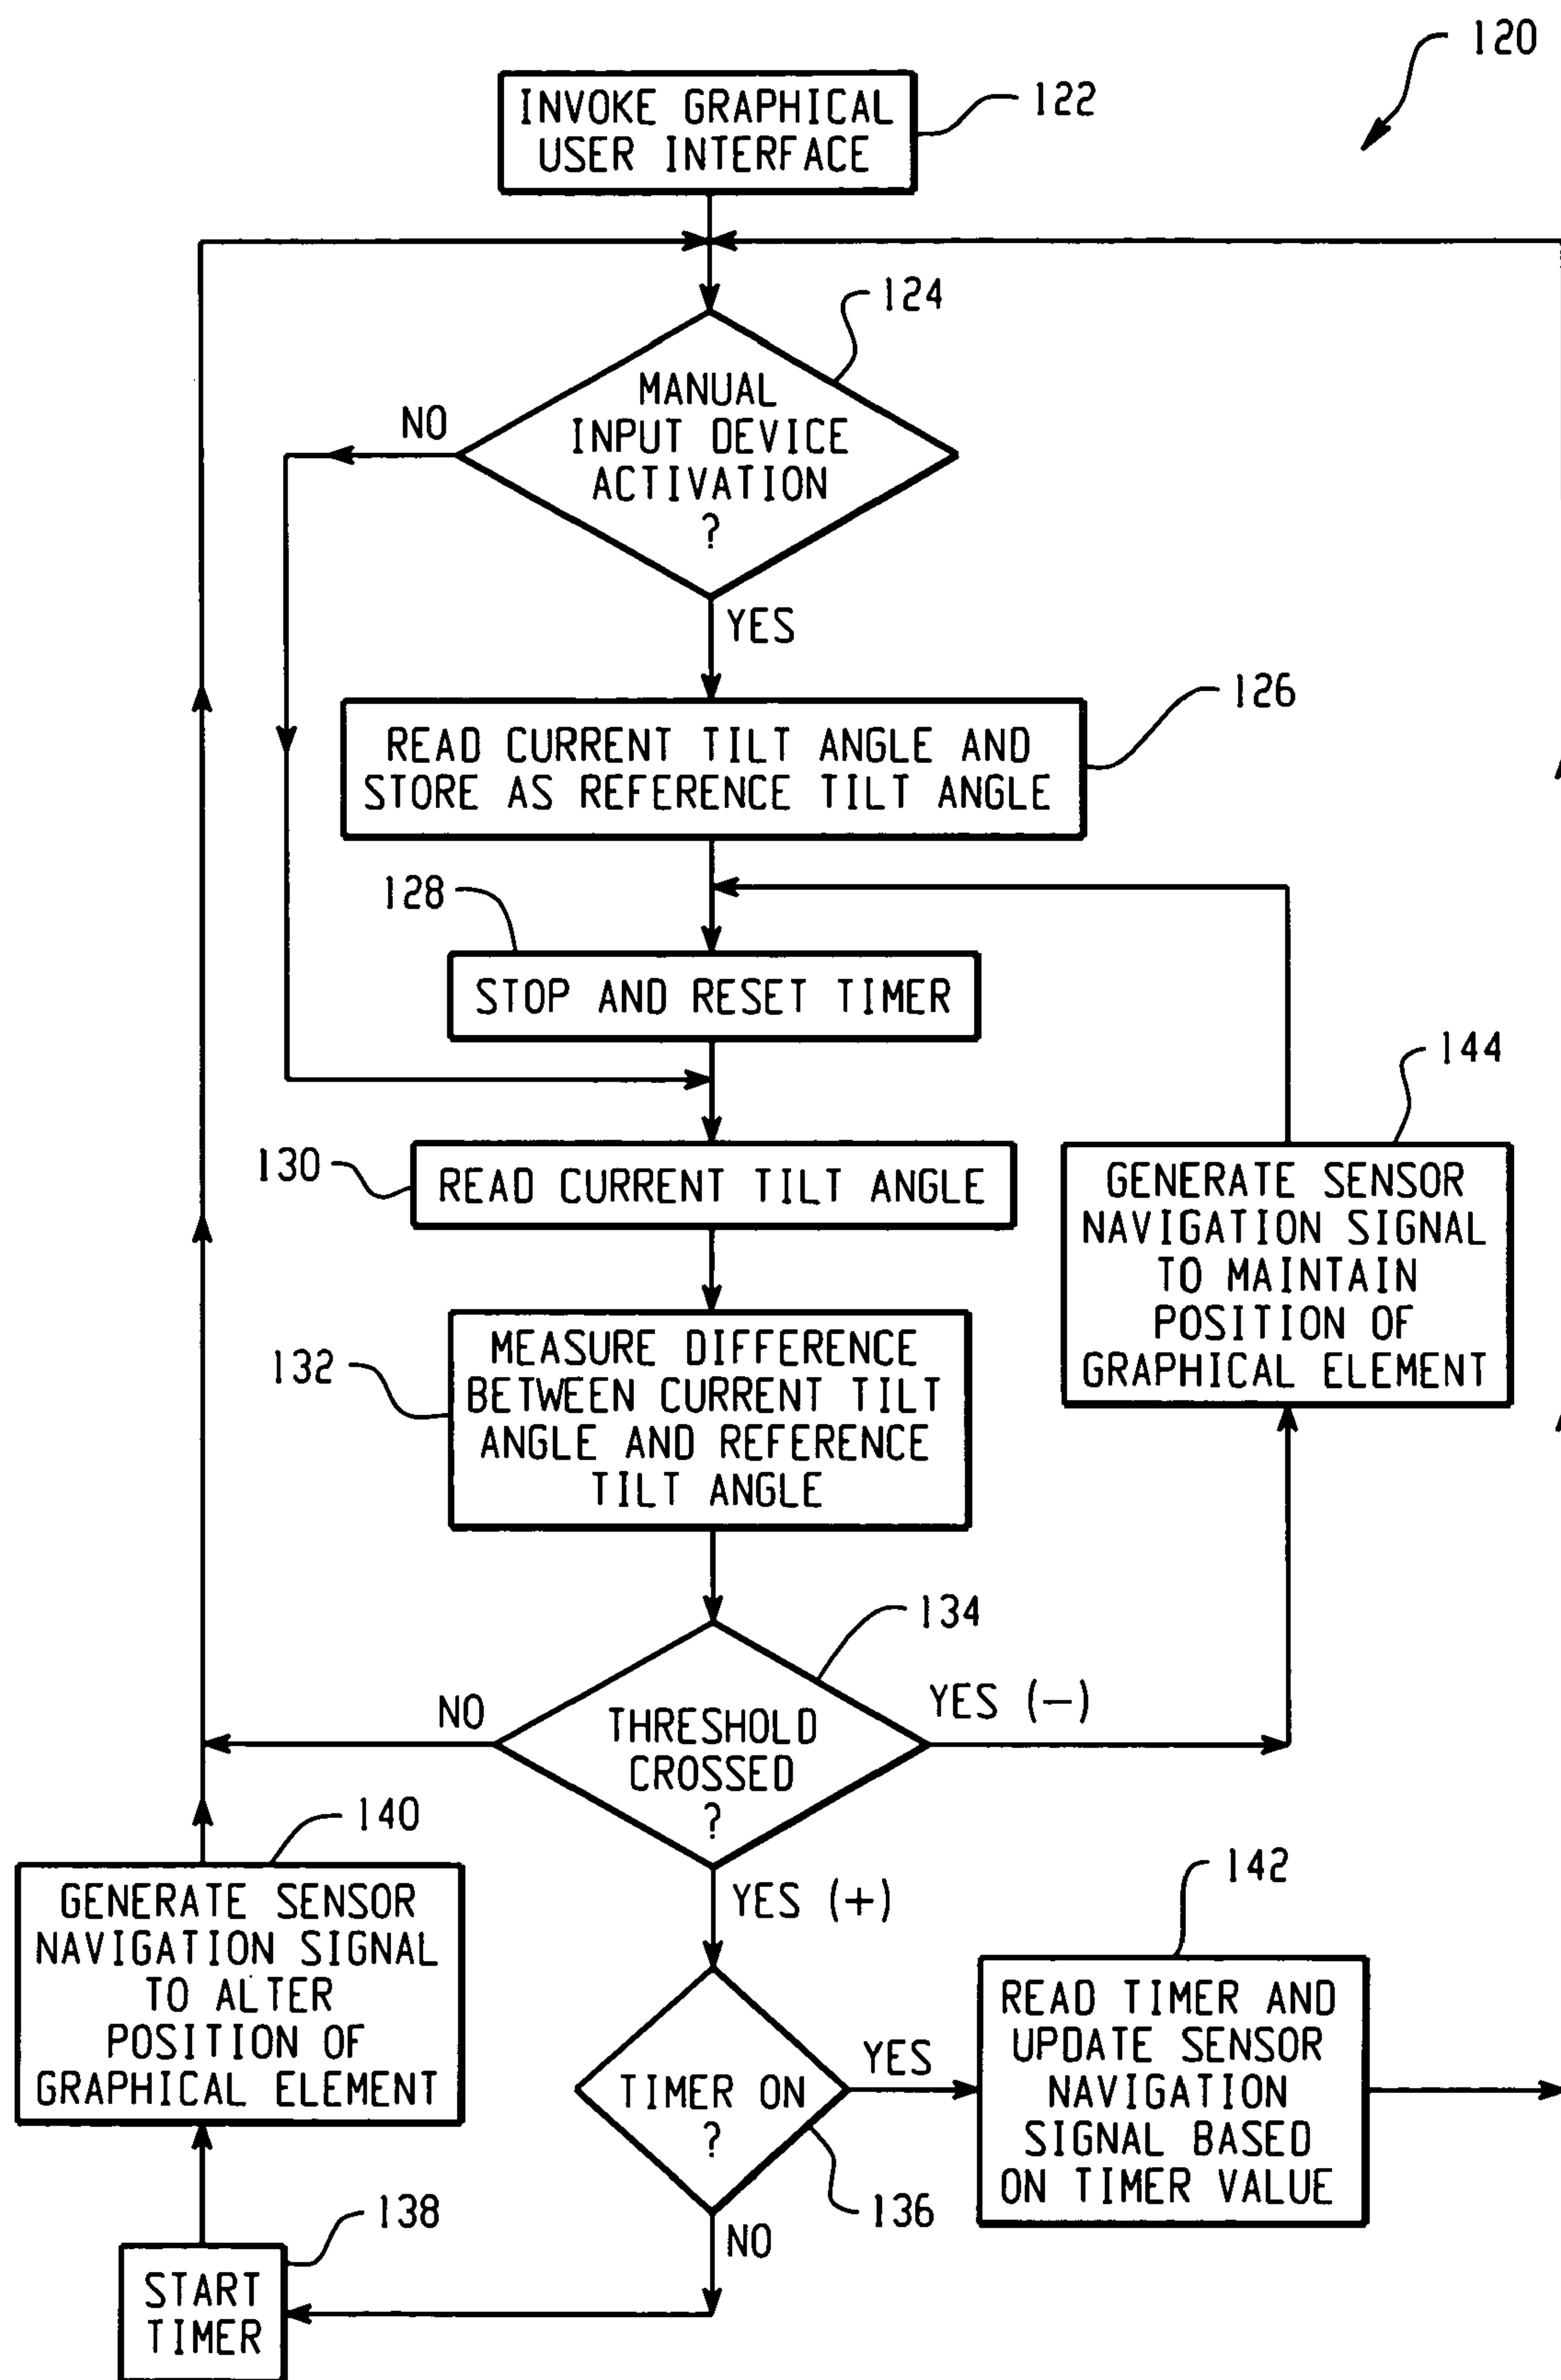 120
INVOKE GRAPHICAL
USER INTERFACE
122
124
MANUAL
INPUT DEVICE
ACTIVATION
?
NO
YES
126
READ CURRENT TILT ANGLE AND
STORE AS REFERENCE TILT ANGLE
128
STOP AND RESET TIMER
144
130
READ CURRENT TILT ANGLE
GENERATE SENSOR
NAVIGATION SIGNAL
TO MAINTAIN
POSITION OF
GRAPHICAL ELEMENT
132
MEASURE DIFFERENCE
BETWEEN CURRENT TILT
ANGLE AND REFERENCE
TILT ANGLE
134
NO
YES (—)
THRESHOLD
CROSSED
?
140
YES (+)
142
GENERATE SENSOR
NAVIGATION SIGNAL
TO ALTER
POSITION OF
GRAPHICAL ELEMENT
TIMER ON
?
YES
READ TIMER AND
UPDATE SENSOR
NAVIGATION
SIGNAL BASED
ON TIMER VALUE
136
138
NO
START
TIMER